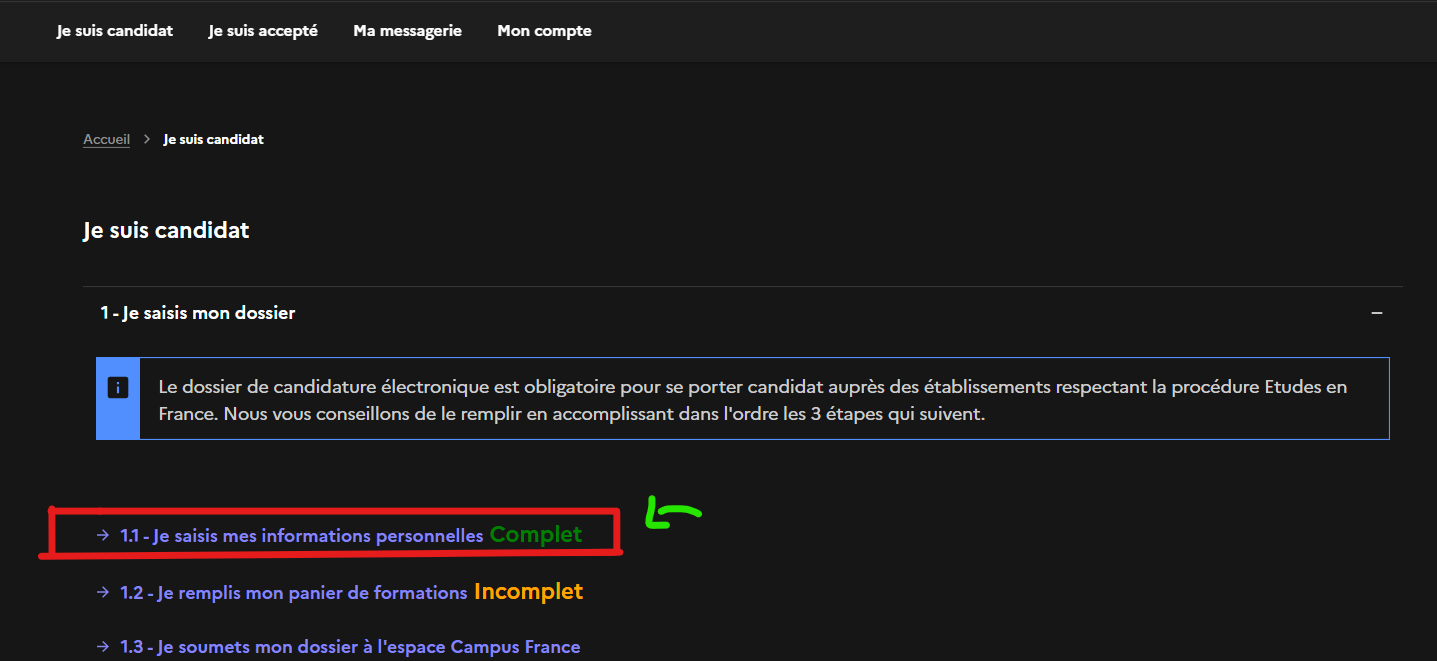 Je suis candidat Je suis accepté Ma messagerie Mon compte
Accueil > Je suis candidat
Je suis candidat
1 - Je saisis mon dossier
Le dossier de candidature électronique est obligatoire pour se porter candidat auprès des établissements respectant la procédure Etudes en
France. Nous vous conseillons de le remplir en accomplissant dans l'ordre les 3 étapes qui suivent.
→ 1.1 - Je saisis mes informations personnelles Complet
→ 1.2 - Je remplis mon panier de formations Incomplet
→ 1.3 - Je soumets mon dossier à l'espace Campus France